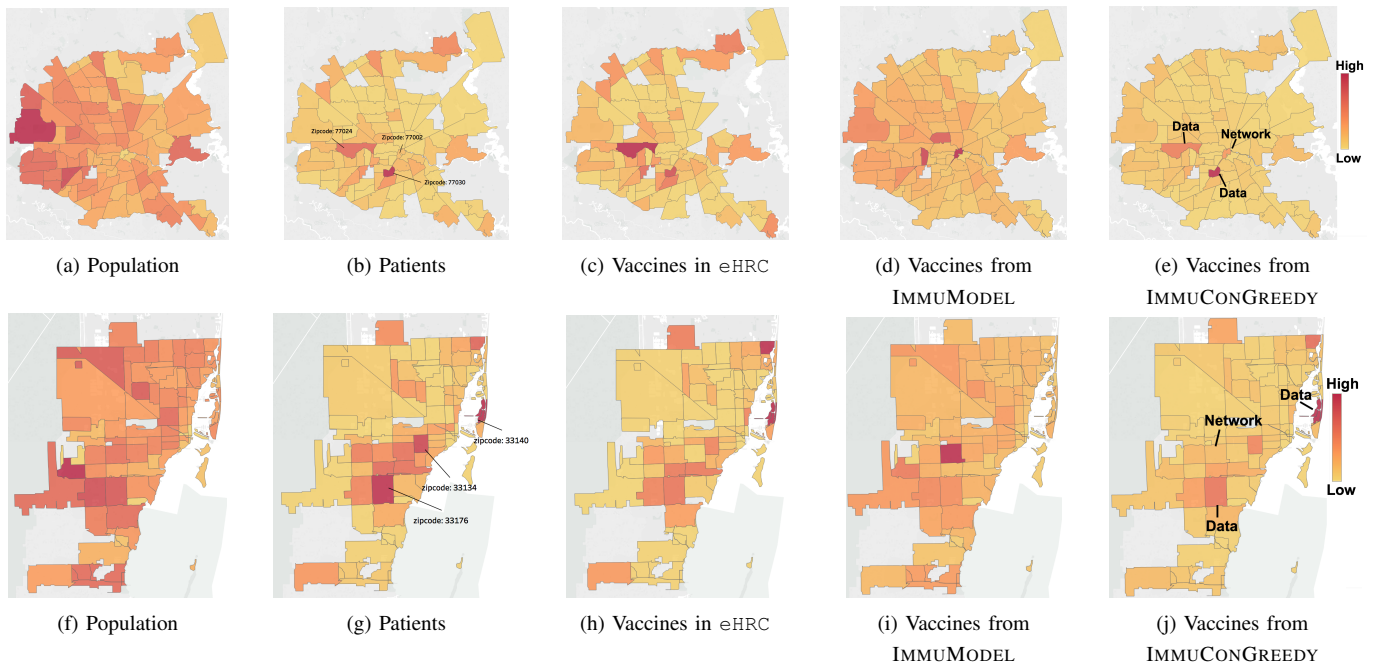 Zipcode: 77024
Zipcode: 77002
Zipcode: 77030
Data
Network
Data
High
Low
(a) Population
(b) Patients
(c) Vaccines in eHRC
(d) Vaccines from
IMMUMODEL
(e) Vaccines from
IMMUCONGREEDY
zipcode: 33140
zipcode: 33134
zipcode: 33176
Network
Data
Data
High
Low
(f) Population
(g) Patients
(h) Vaccines in eHRC
(i) Vaccines from
IMMUMODEL
(j) Vaccines from
IMMUCONGREEDY